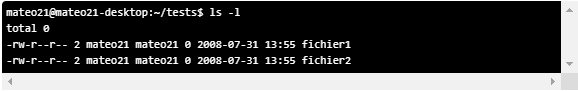 mateo21@mateo21-desktop:~/tests$ ls -l
total 0
-rw-r--r-- 2 mateo21 mateo21 0 2008-07-31 13:55 fichier1
-rw-r--r-- 2 mateo21 mateo21 0 2008-07-31 13:55 fichier2